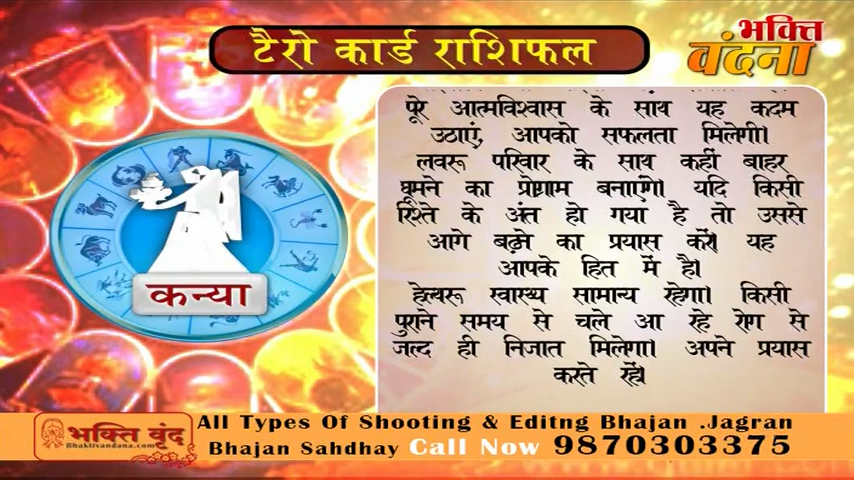 टैरो कार्ड राशिफल
भक्ति
वंदना
पूरे आत्मविश्वास के साथ यह कदम
उठाएं, आपको सफलता मिलेगी।
लवरू परिवार के साथ कहीं बाहर
घूमने का प्रोग्राम बनाएंगे। यदि किसी
रिश्ते के अंत हो गया है तो उससे
आगे बढ़ने का प्रयास करें। यह
आपके हित में है।
हेल्थरू स्वास्थ्य सामान्य रहेगा। किसी
पुराने समय से चले आ रहे रोग से
जल्द ही निजात मिलेगा। अपने प्रयास
करते रहें।
कन्या
भक्ति वृंद
Bhaktivandana.com
All Types Of Shooting & Editng Bhajan .Jagran
Bhajan Sahdhay Call Now 9870303375